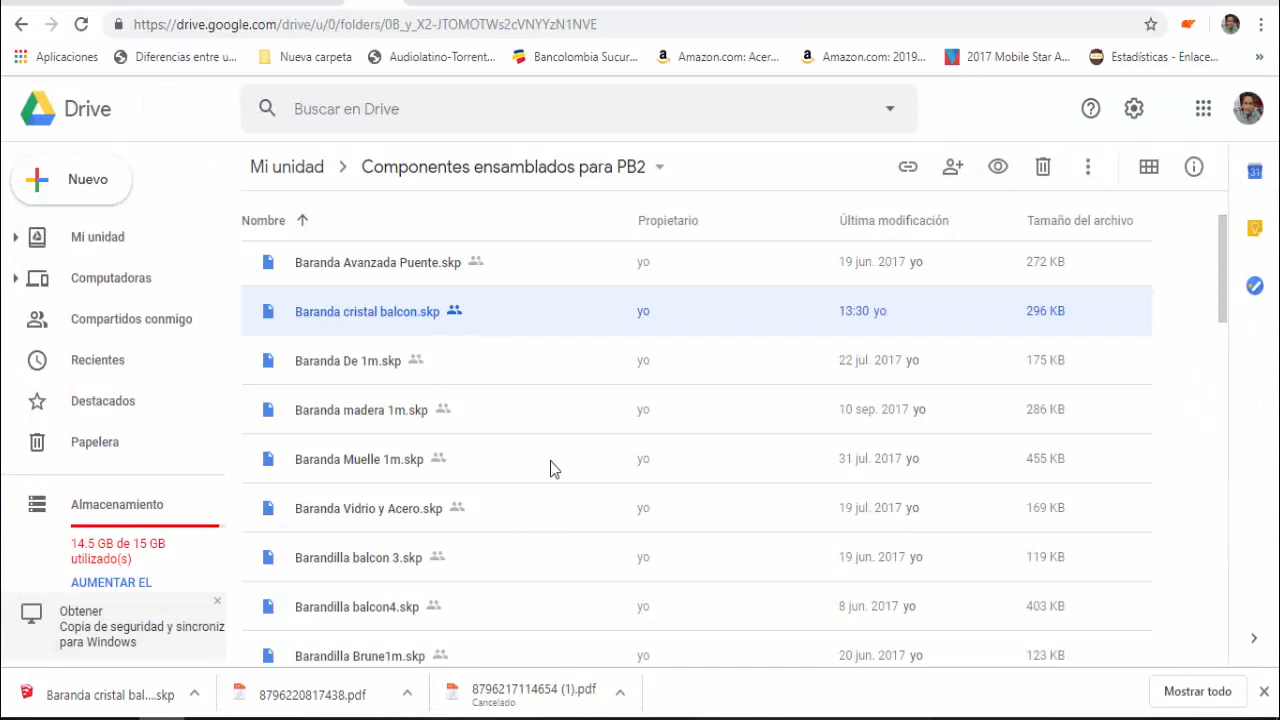 https://drive.google.com/drive/u/0/folders/0B_y_X2-JTOMOTWs2cVNYYzN1NVE
Aplicaciones
Diferencias entre u...
Nueva carpeta
Audiolatino-Torrent...
Bancolombia Sucur...
Amazon.com: Acer...
Amazon.com: 2019...
2017 Mobile Star A...
Estadísticas - Enlace...
»
Drive
Buscar en Drive
Nuevo
Mi unidad
Computadoras
Compartidos conmigo
Recientes
Destacados
Papelera
Almacenamiento
14.5 GB de 15 GB
utilizado(s)
AUMENTAR EL
Obtener
Copia de seguridad y sincroniz
para Windows
Mi unidad > Componentes ensamblados para PB2
31
Nombre Propietario Última modificación Tamaño del archivo
Baranda Avanzada Puente.skp yo 19 jun. 2017 yo 272 KB
Baranda cristal balcon.skp yo 13:30 yo 296 KB
Baranda De 1m.skp yo 22 jul. 2017 yo 175 KB
Baranda madera 1m.skp yo 10 sep. 2017 yo 286 KB
Baranda Muelle 1m.skp yo 31 jul. 2017 yo 455 KB
Baranda Vidrio y Acero.skp yo 19 jul. 2017 yo 169 KB
Barandilla balcon 3.skp yo 19 jun. 2017 yo 119 KB
Barandilla balcon4.skp yo 8 jun. 2017 yo 403 KB
Barandilla Brune1m.skp yo 20 jun. 2017 yo 123 KB
Baranda cristal bal....skp
8796220817438.pdf
8796217114654 (1).pdf
Cancelado
Mostrar todo